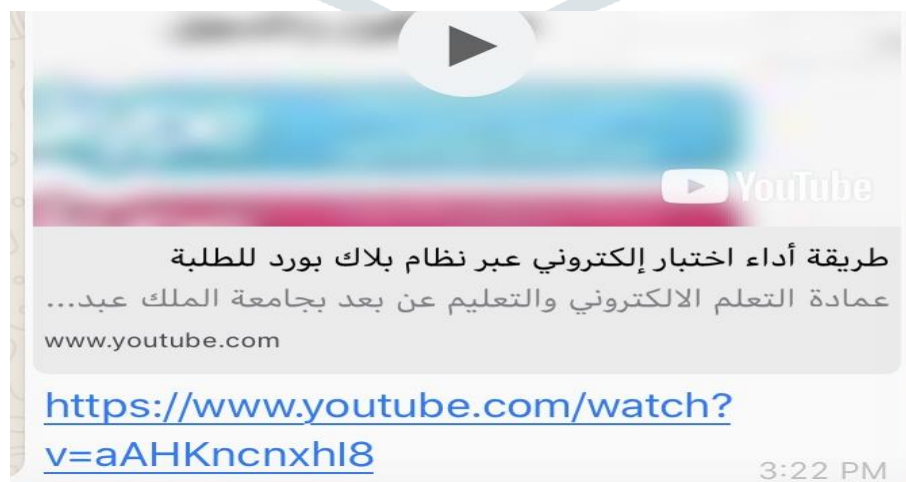 YouTube
طريقة أداء اختبار إلكتروني عبر نظام بلاك بورد للطلبة
عمادة التعلم الالكتروني والتعليم عن بعد بجامعة الملك عبد...
www.youtube.com
https://www.youtube.com/watch?
v=aAHKncnxhI8
3:22 PM